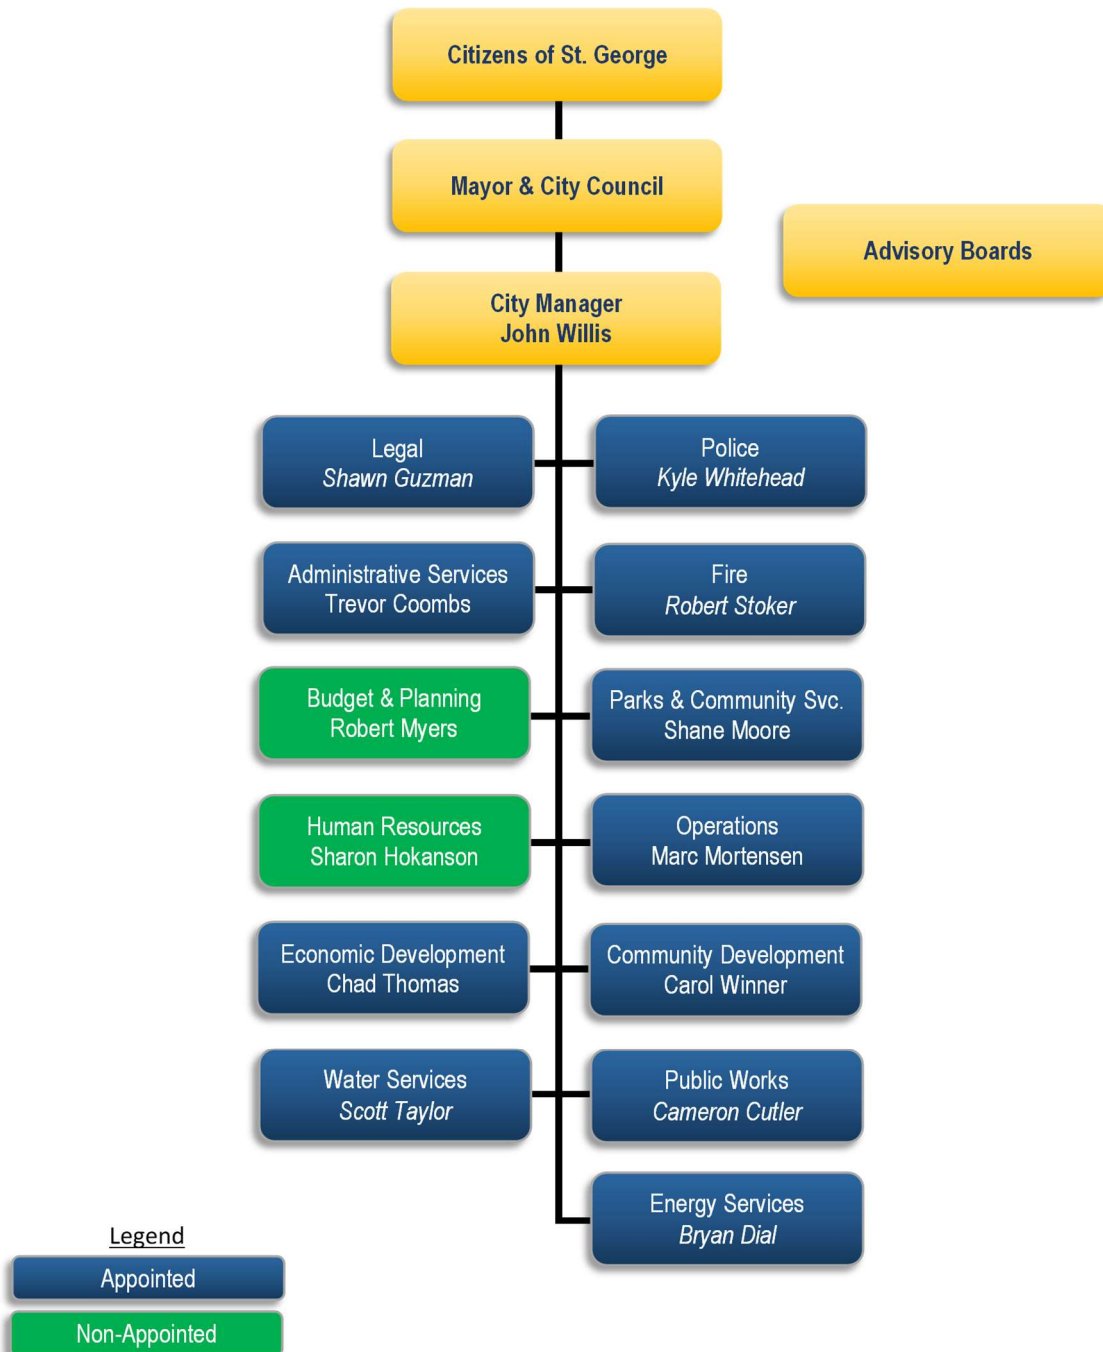 Citizens of St. George
Mayor & City Council
Advisory Boards
City Manager
John Willis
Legal
Shawn Guzman
Police
Kyle Whitehead
Administrative Services
Trevor Coombs
Fire
Robert Stoker
Budget & Planning
Robert Myers
Parks & Community Svc.
Shane Moore
Human Resources
Sharon Hokanson
Operations
Marc Mortensen
Economic Development
Chad Thomas
Community Development
Carol Winner
Water Services
Scott Taylor
Public Works
Cameron Cutler
Energy Services
Bryan Dial
Legend
Appointed
Non-Appointed